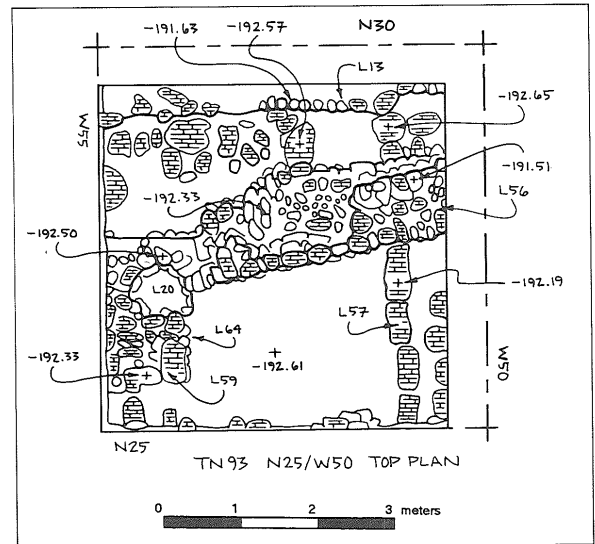 -191.63 -192.57 N30
L13
-192.65
W55
-191.51
-192.33
L56
-192.50
L20
-192.19
L57
L64
-192.33
-192.61
L59
W50
N25
TN93 N25/W50 TOP PLAN
0 1 2 3 meters